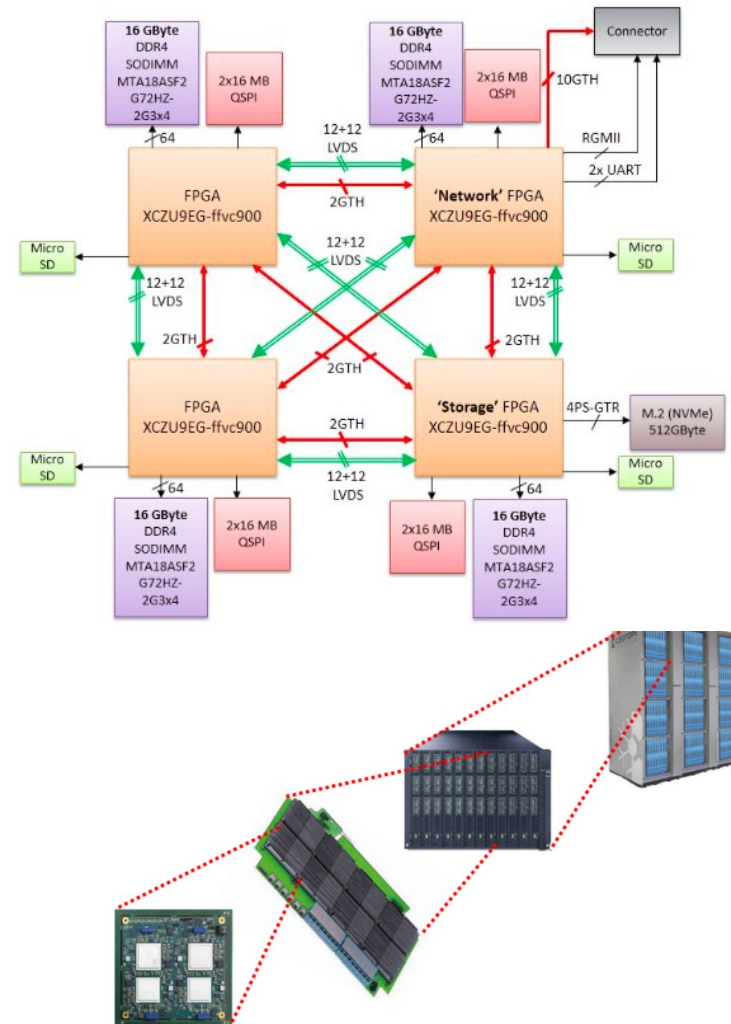 16 GByte
DDR4
SODIMM
MTA18ASF2
G72HZ-
2G3x4
2x16 MB
QSPI
16 GByte
DDR4
SODIMM
MTA18ASF2
G72HZ-
2G3x4
2x16 MB
QSPI
Connector
10GTH
64
64
RGMII
2x UART
12+12
LVDS
2GTH
FPGA
XCZU9EG-ffvc900
'Network' FPGA
XCZU9EG-ffvc900
Micro
SD
Micro
SD
12+12
LVDS
12+12
LVDS
12+12
LVDS
2GTH
2GTH
2GTH
FPGA
XCZU9EG-ffvc900
'Storage' FPGA
XCZU9EG-ffvc900
4PS-GTR
M.2 (NVMe)
512GByte
2GTH
12+12
LVDS
Micro
SD
Micro
SD
64
64
16 GByte
DDR4
SODIMM
MTA18ASF2
G72HZ-
2G3x4
2x16 MB
QSPI
2x16 MB
QSPI
16 GByte
DDR4
SODIMM
MTA18ASF2
G72HZ-
2G3x4